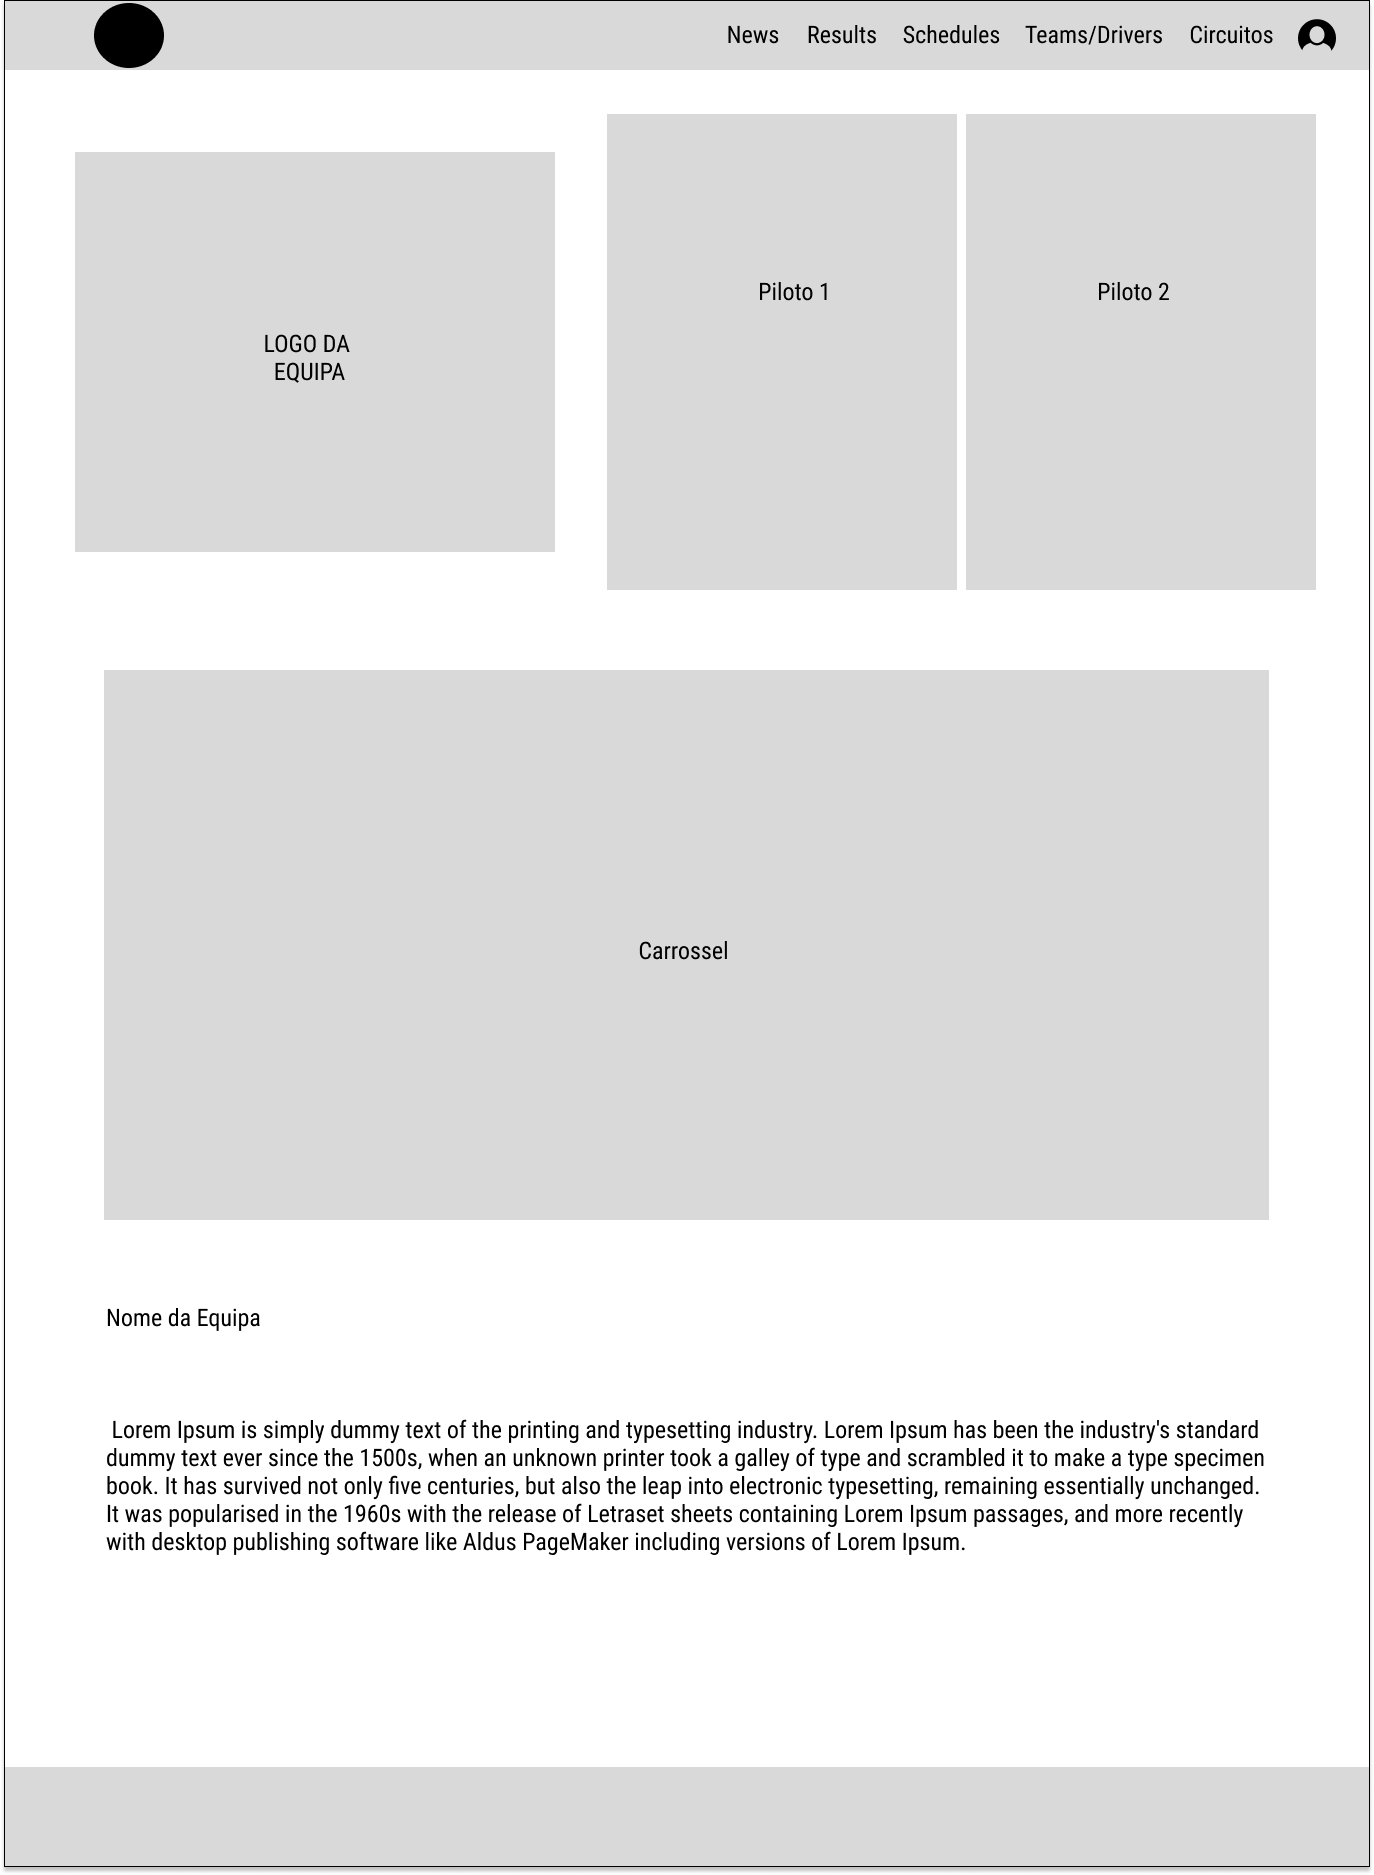 News Results Schedules Teams/Drivers Circuitos
LOGO DA
EQUIPA
Piloto 1
Piloto 2
Carrossel
Nome da Equipa
Lorem Ipsum is simply dummy text of the printing and typesetting industry. Lorem Ipsum has been the industry's standard
dummy text ever since the 1500s, when an unknown printer took a galley of type and scrambled it to make a type specimen
book. It has survived not only five centuries, but also the leap into electronic typesetting, remaining essentially unchanged.
It was popularised in the 1960s with the release of Letraset sheets containing Lorem Ipsum passages, and more recently
with desktop publishing software like Aldus PageMaker including versions of Lorem Ipsum.